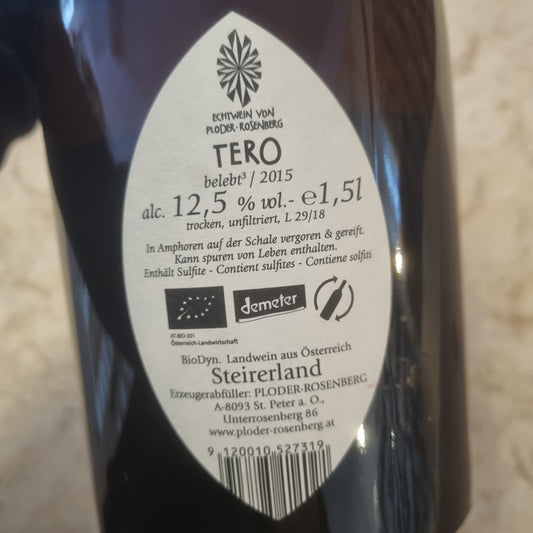 ECHTWEIN VON
PLODER-ROSENBERG
TERO
belebt³ / 2015
alc. 12,5 % vol.- e1,5l
trocken, unfiltriert, L 29/18
In Amphoren auf der Schale vergoren & gereift.
Kann spuren von Leben enthalten.
Enthält Sulfite - Contient sulfites - Contiene solfiti
demeter
AT-BIO-301
Österreich-Landwirtschaft
BioDyn. Landwein aus Österreich
Steirerland
Erzeugerabfüller: PLODER-ROSENBERG
A-8093 St. Peter a. O.,
Unterrosenberg 86
www.ploder-rosenberg.at
9 120010 527319